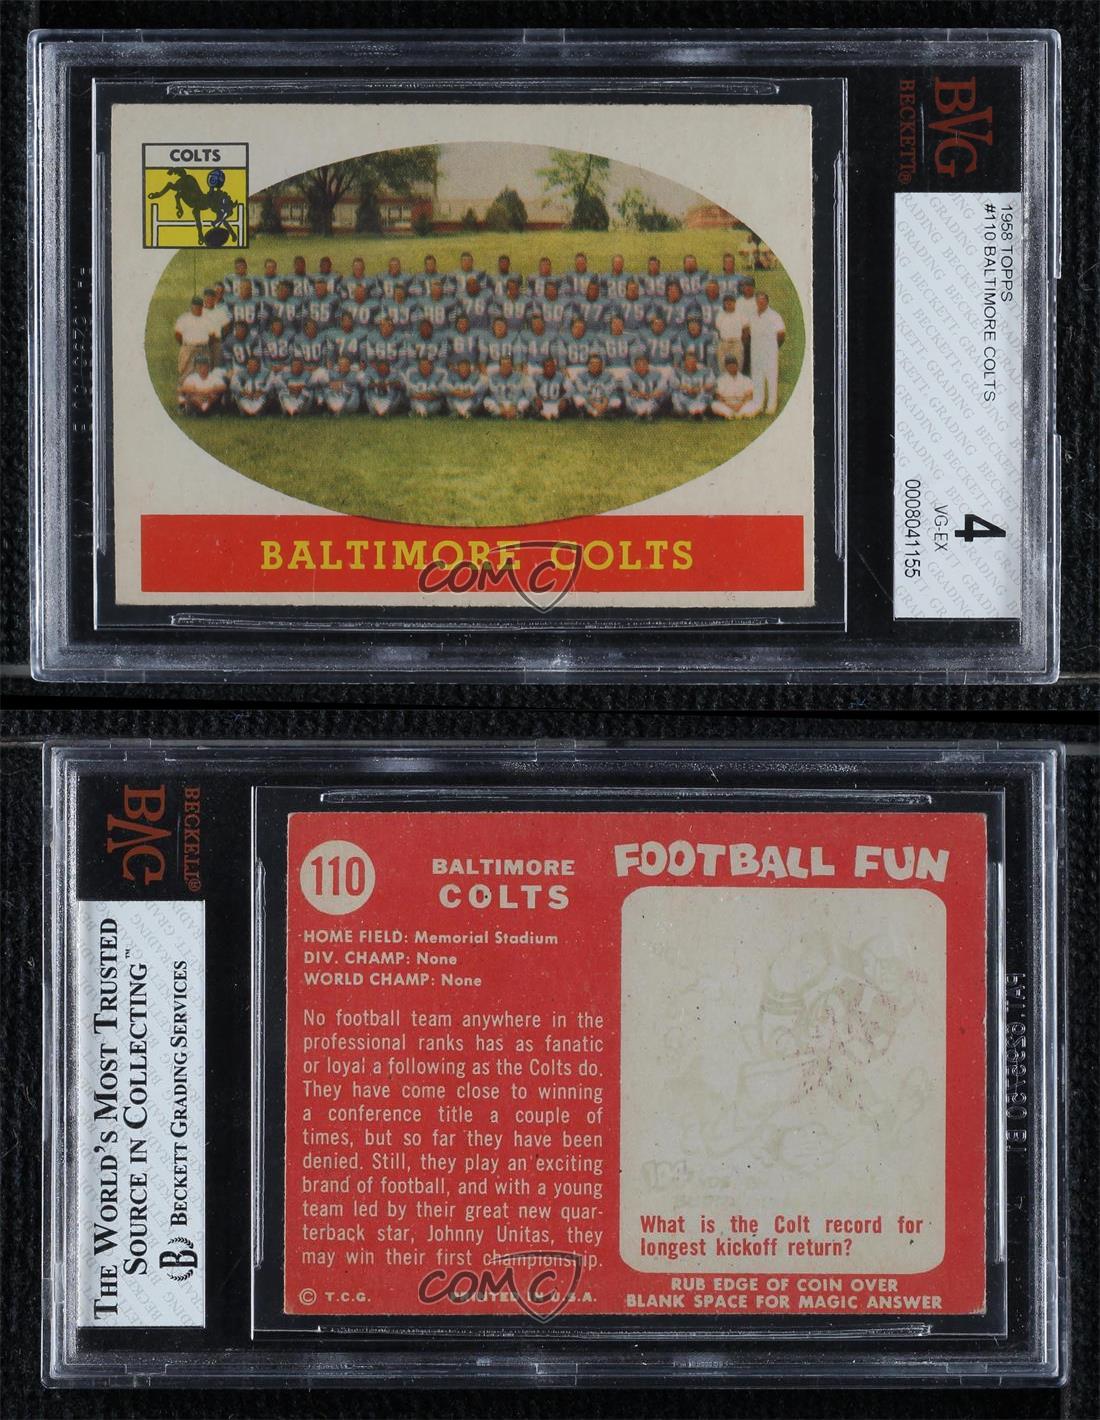 COLTS
BALTIMORE COLTS
COMC
BVG
BECKETT®
1958 TOPPS
#110 BALTIMORE COLTS
4
VG-EX
0008041155
BVG
BECKETT®
THE WORLD'S MOST TRUSTED
SOURCE IN COLLECTING™
BECKETT GRADING SERVICES
110
BALTIMORE
COLTS
HOME FIELD: Memorial Stadium
DIV. CHAMP: None
WORLD CHAMP: None
No football team anywhere in the
professional ranks has as fanatic
or loyal a following as the Colts do.
They have come close to winning
a conference title a couple of
times, but so far they have been
denied. Still, they play an exciting
brand of football, and with a young
team led by their great new quar-
terback star, Johnny Unitas, they
may win their first championship.
© T.C.G.
PRINTED IN U.S.A.
COMC
FOOTBALL FUN
What is the Colt record for
longest kickoff return?
RUB EDGE OF COIN OVER
BLANK SPACE FOR MAGIC ANSWER